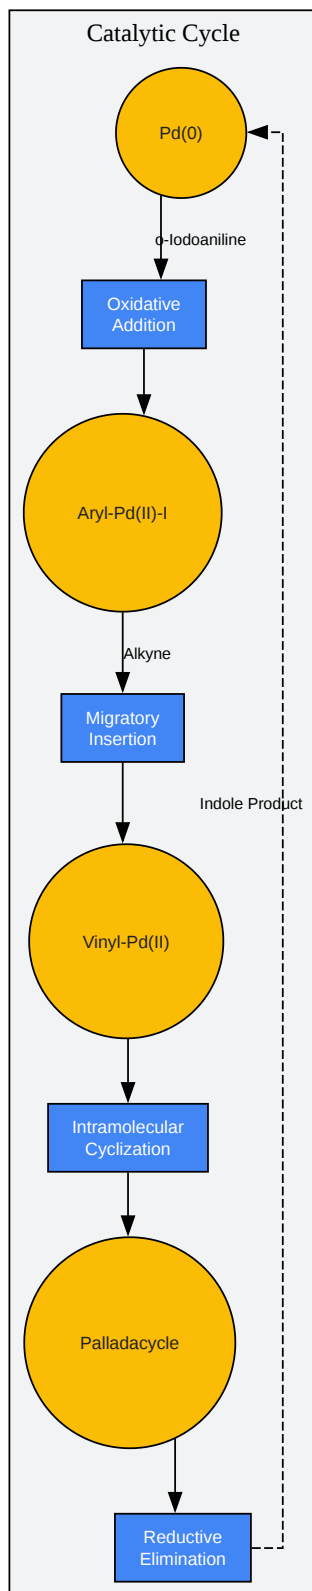 Catalytic Cycle
Pd(0)
o-Iodoaniline
Oxidative
Addition
Aryl-Pd(II)-I
Alkyne
Migratory
Insertion
Indole Product
Vinyl-Pd(II)
Intramolecular
Cyclization
Palladacycle
Reductive
Elimination